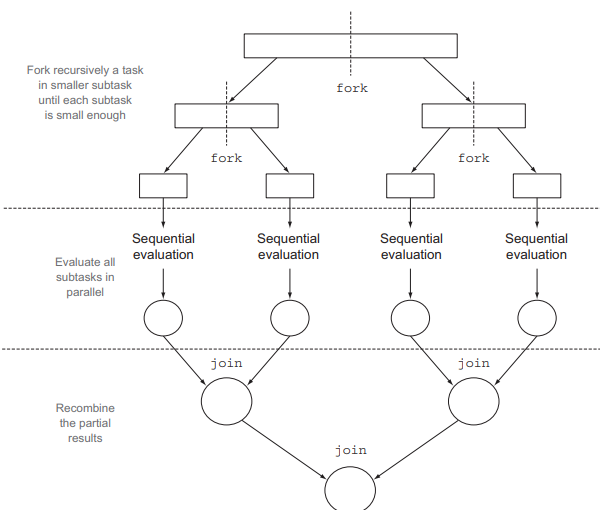 Fork recursively a task
in smaller subtask
until each subtask
is small enough
fork
fork
fork
Sequential
evaluation
Sequential
evaluation
Sequential
evaluation
Sequential
evaluation
Evaluate all
subtasks in
parallel
join
join
Recombine
the partial
results
join